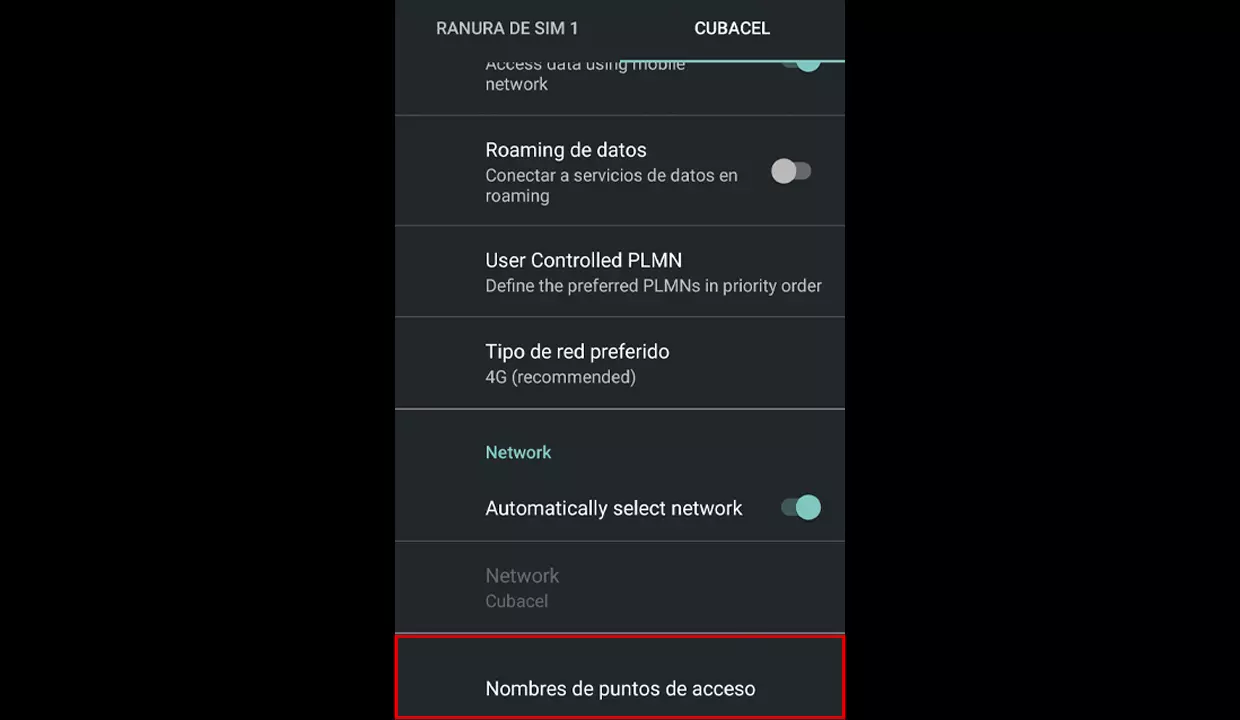 RANURA DE SIM 1 CUBACEL
Access data using mobile
network
Roaming de datos
Conectar a servicios de datos en
roaming
User Controlled PLMN
Define the preferred PLMNs in priority order
Tipo de red preferido
4G (recommended)
Network
Automatically select network
Network
Cubacel
Nombres de puntos de acceso